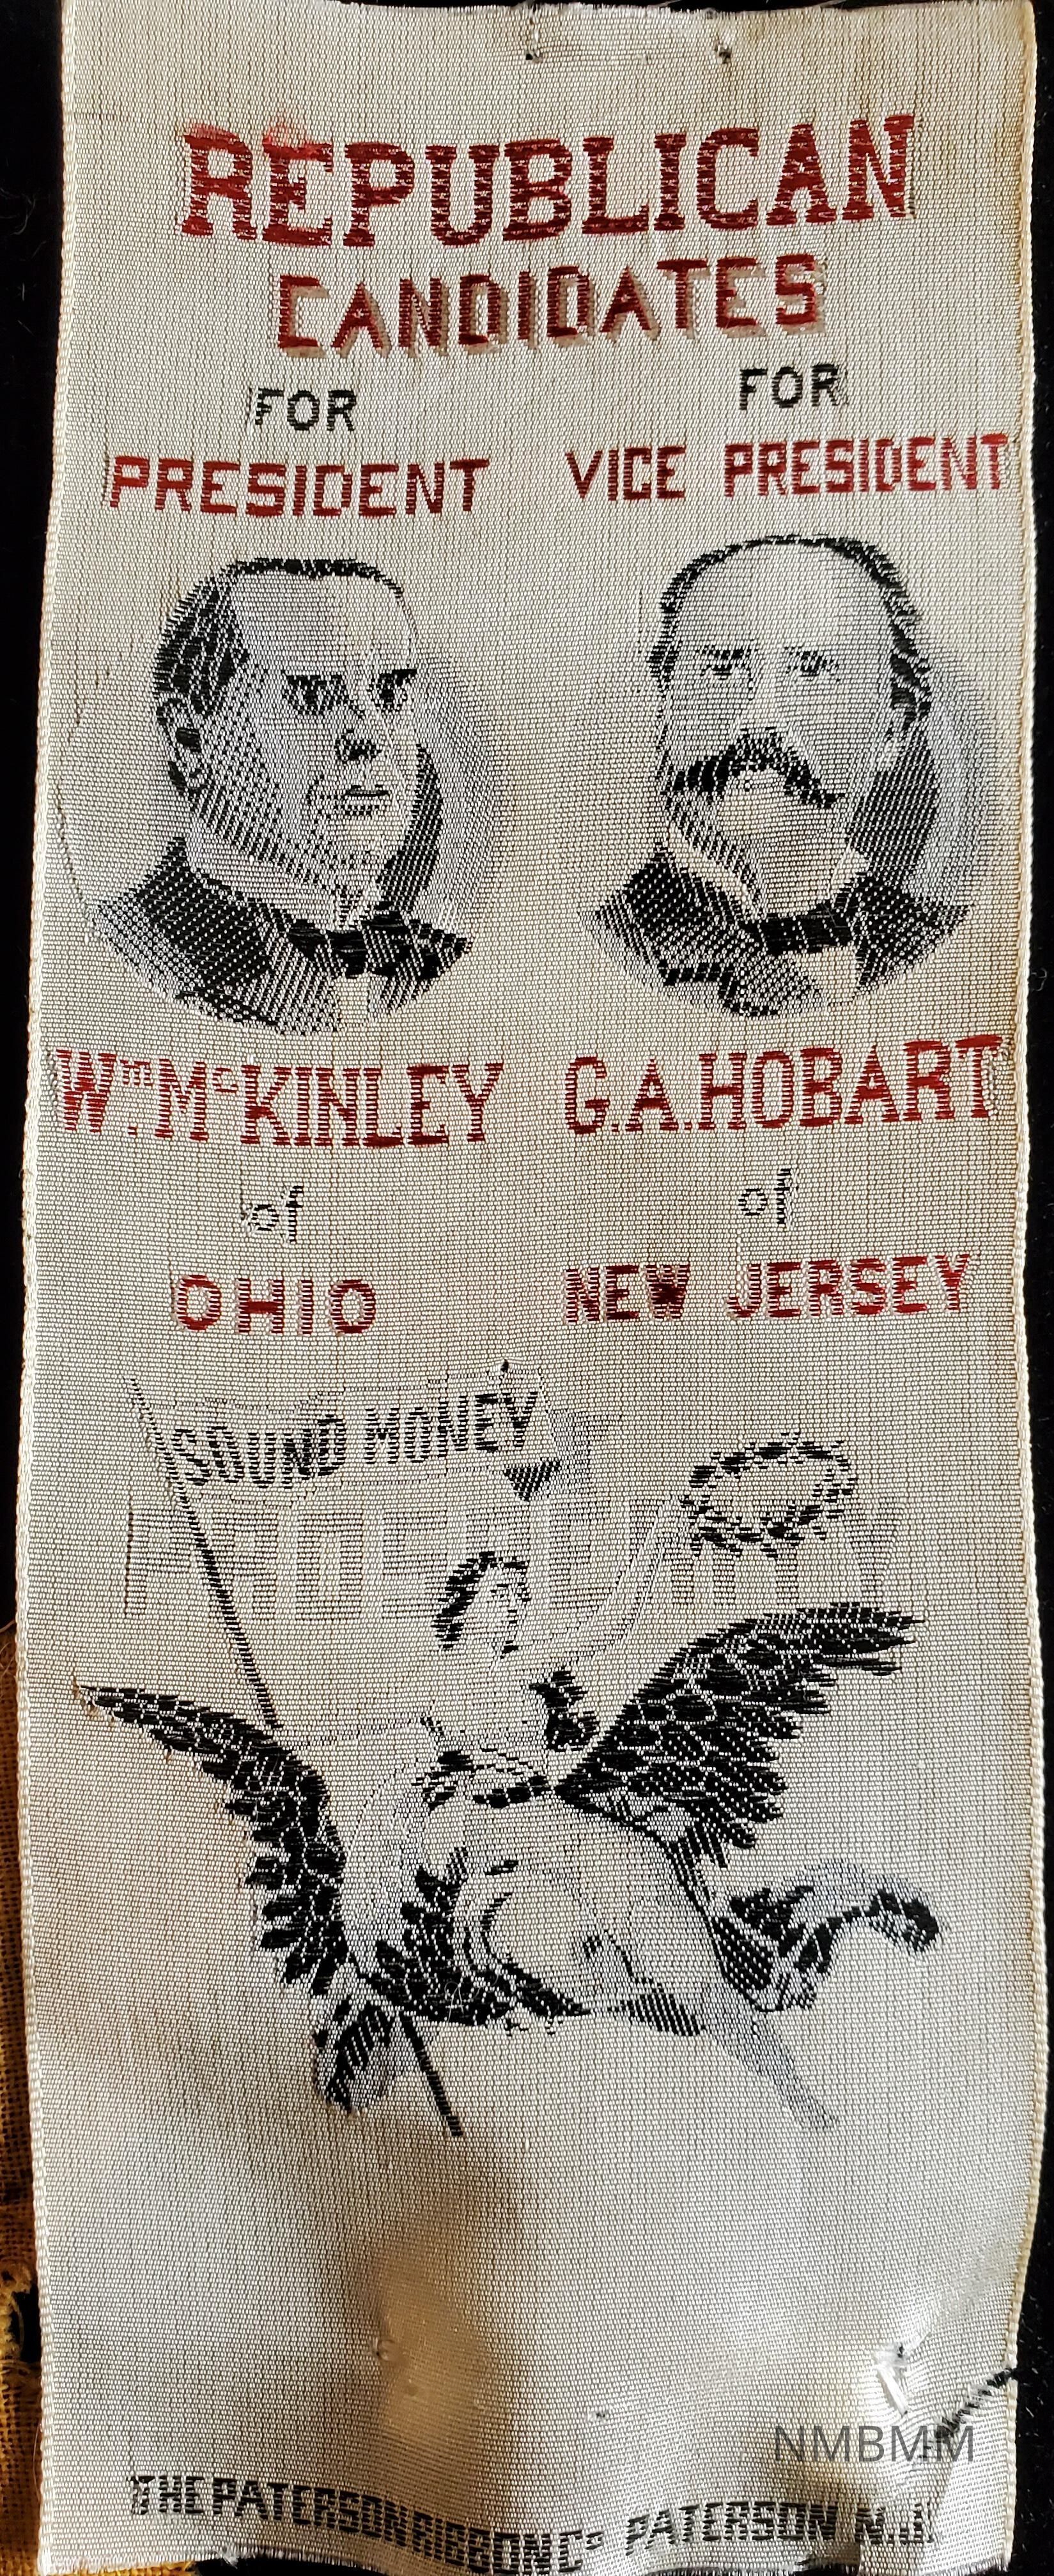 REPUBLICAN
CANDIDATES
FOR FOR
PRESIDENT VICE PRESIDENT
Wm. McKINLEY G.A.HOBART
of of
OHIO NEW JERSEY
SOUND MONEY
NMBMM
THE PATERSON RIBBON Co PATERSON N.J.